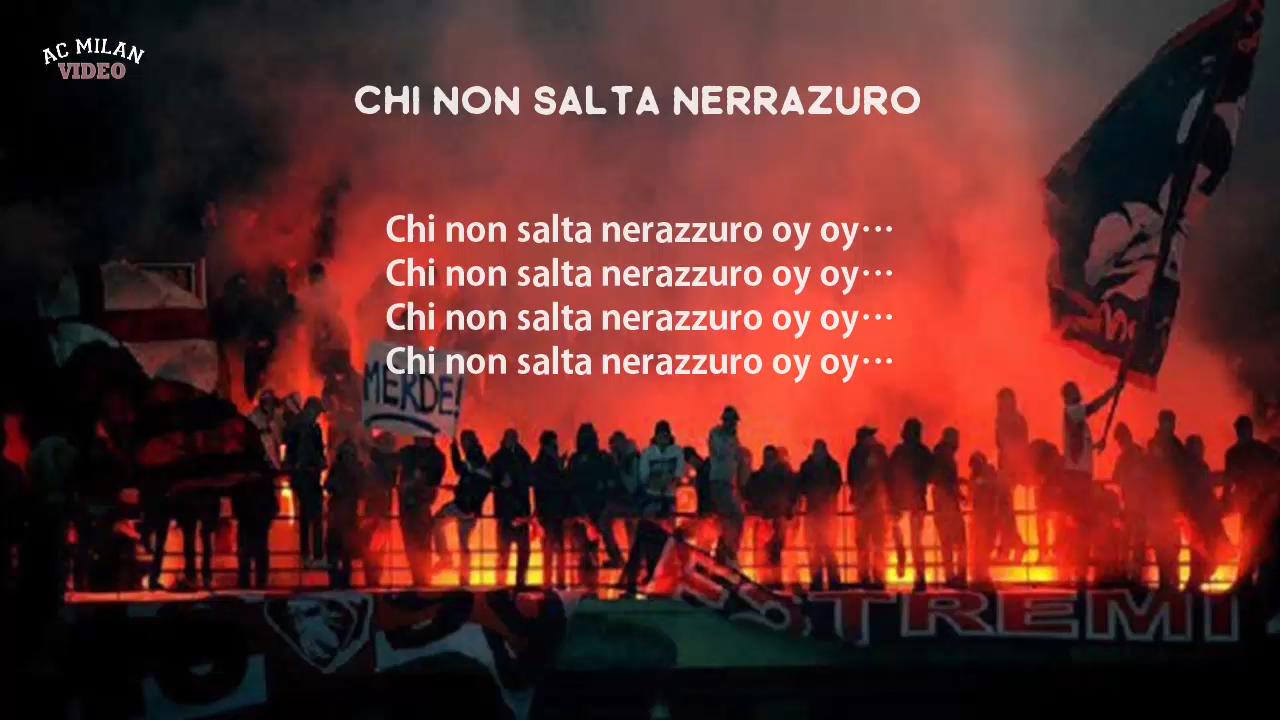 AC MILAN
VIDEO
CHI NON SALTA NERRAZURO
Chi non salta nerazzuro oy oy···
Chi non salta nerazzuro oy oy···
Chi non salta nerazzuro oy oy···
Chi non salta nerazzuro oy oy···
MERDE!
ESTREMI